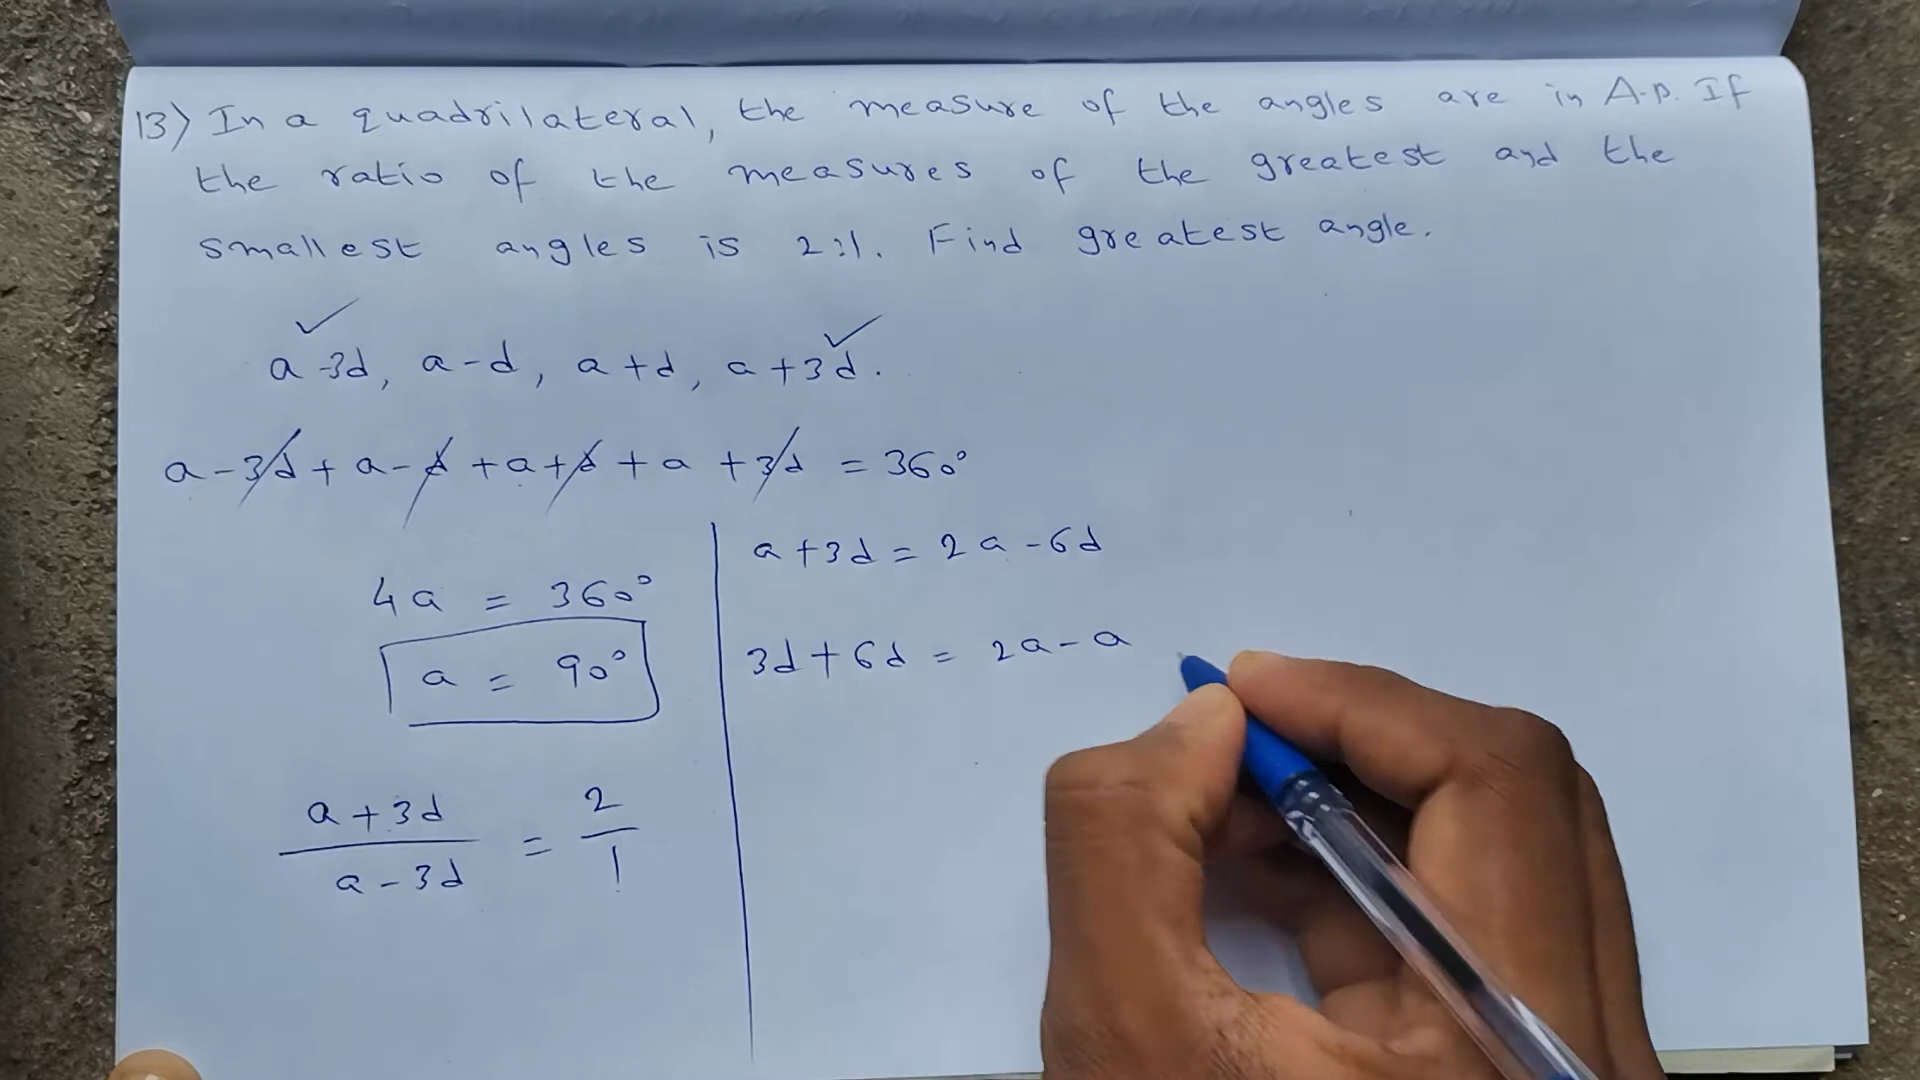 13) In a quadrilateral, the measure of the angles are in A.P. If
the ratio of the measures of the greatest and the
smallest angles is 2:1. Find greatest angle.
a-3d, a-d, a+d, a+3d.
a-3d+a-d+a+d+a+3d = 360°
4a = 360°
a = 90°
a+3d / a-3d = 2/1
a+3d = 2a-6d
3d+6d = 2a-a